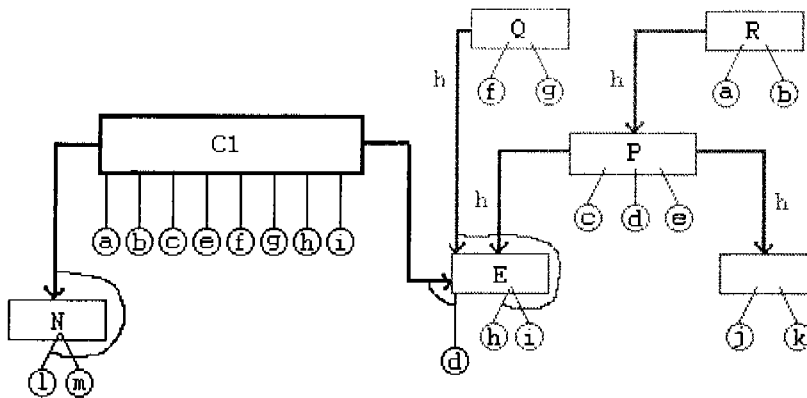 Q R
f g a b
h h
C1 P
h h
c d e
a b c e f g h i
E
N h i j k
d
l m